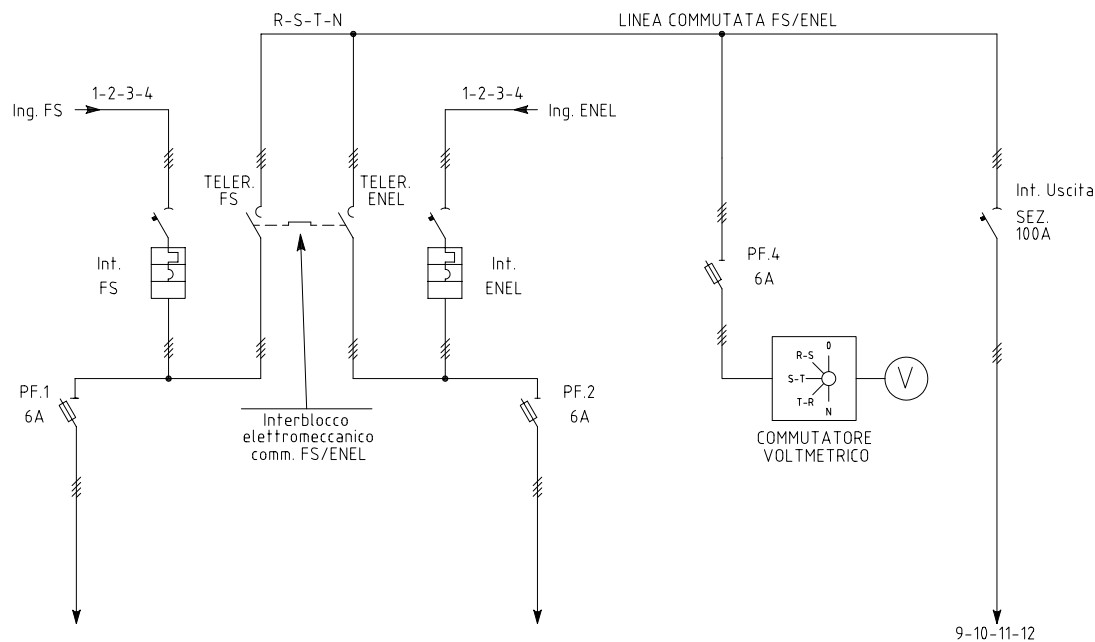 R-S-T-N
LINEA COMMUTATA FS/ENEL
1-2-3-4
Ing. FS
1-2-3-4
Ing. ENEL
TELER.
FS
TELER.
ENEL
Int. Uscita
SEZ.
100A
Int.
FS
Int.
ENEL
PF.4
6A
PF.1
6A
PF.2
6A
0
R-S
S-T
T-R
N
V
COMMUTATORE
VOLTMETRICO
Interblocco
elettromeccanico
comm. FS/ENEL
9-10-11-12